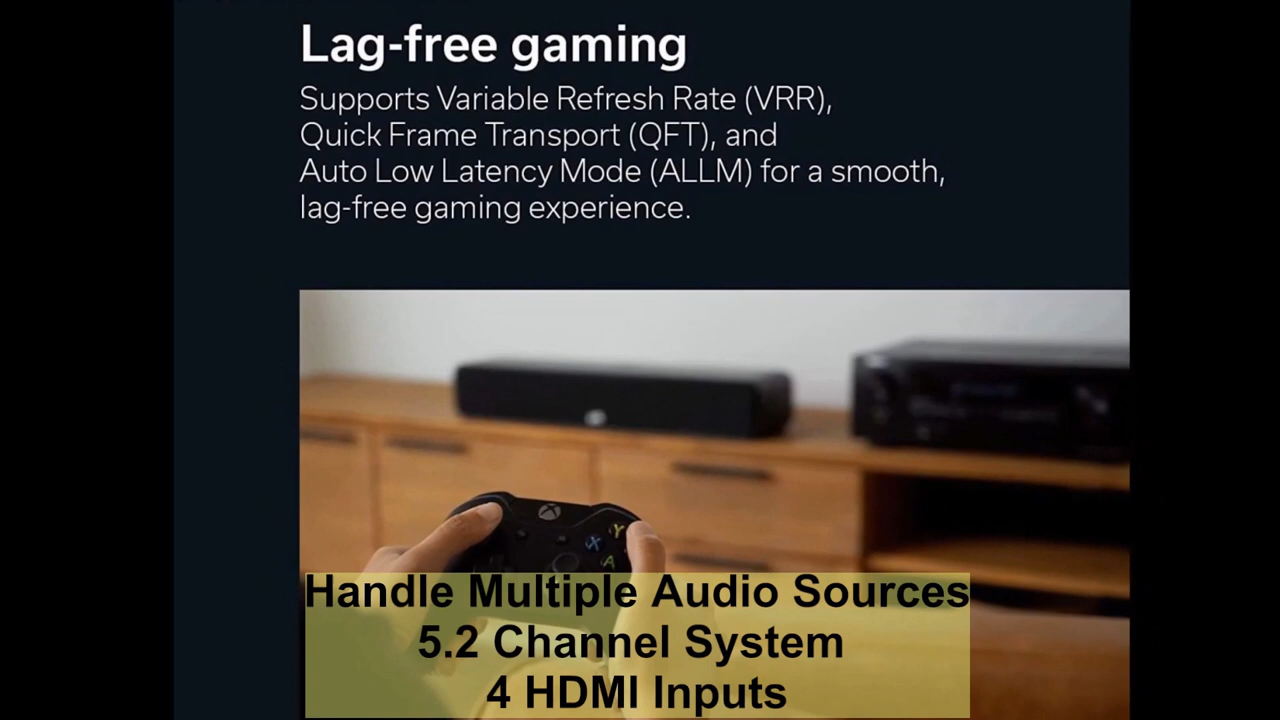 Lag-free gaming
Supports Variable Refresh Rate (VRR),
Quick Frame Transport (QFT), and
Auto Low Latency Mode (ALLM) for a smooth,
lag-free gaming experience.
X Y
A
Handle Multiple Audio Sources
5.2 Channel System
4 HDMI Inputs